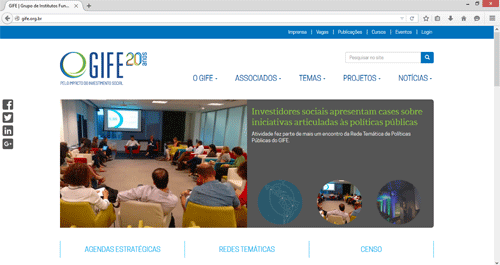 GIFE | Grupo de Institutos Fun...
gife.org.br
Pesquisar
Imprensa | Vagas | Publicações | Cursos | Eventos | Login
GIFE 20 anos
PELO IMPACTO DO INVESTIMENTO SOCIAL
Pesquisar no site
O GIFE
ASSOCIADOS
TEMAS
PROJETOS
NOTÍCIAS
Investidores sociais apresentam cases sobre
iniciativas articuladas às políticas públicas
Atividade fez parte de mais um encontro da Rede Temática de Políticas
Públicas do GIFE.
AGENDAS ESTRATÉGICAS
REDES TEMÁTICAS
CENSO